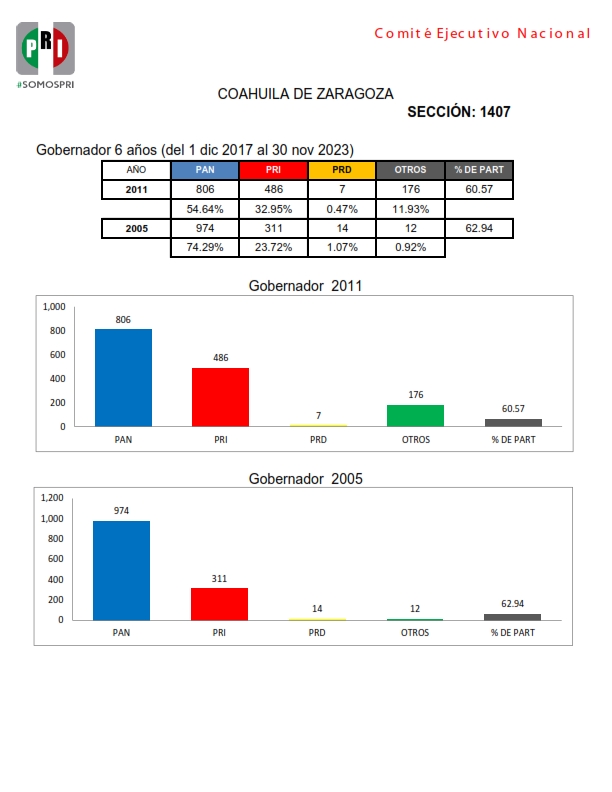 Comité Ejecutivo Nacional
PRI
#SOMOSPRI
COAHUILA DE ZARAGOZA
SECCIÓN: 1407
Gobernador 6 años (del 1 dic 2017 al 30 nov 2023)
AÑO PAN PRI PRD OTROS % DE PART
2011 806 486 7 176 60.57
54.64% 32.95% 0.47% 11.93%
2005 974 311 14 12 62.94
74.29% 23.72% 1.07% 0.92%
Gobernador 2011
1,000
800
600
400
200
0
806
486
7
176
60.57
PAN PRI PRD OTROS % DE PART
Gobernador 2005
1,200
1,000
800
600
400
200
0
974
311
14
12
62.94
PAN PRI PRD OTROS % DE PART